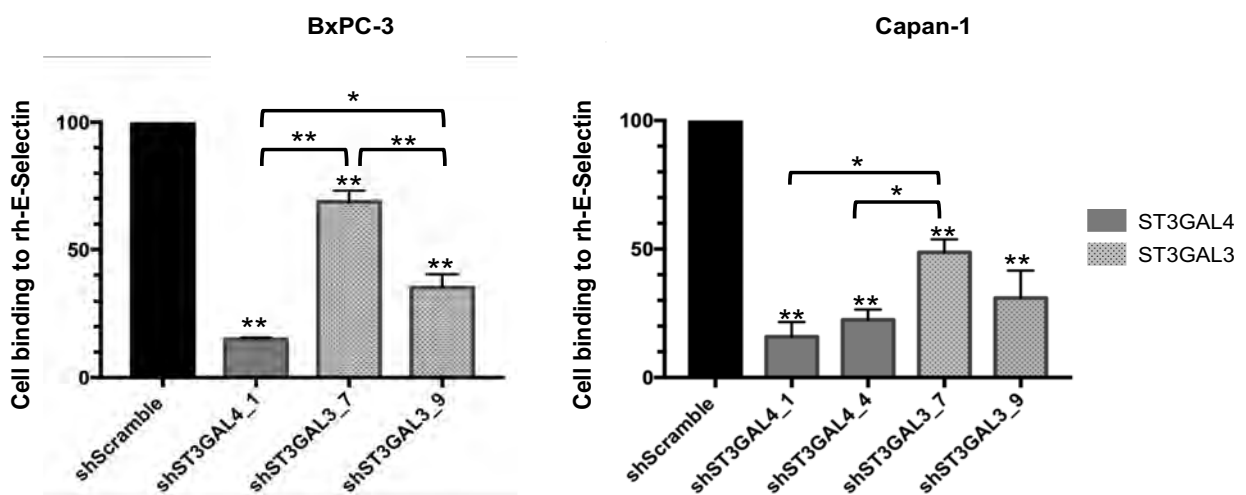 BxPC-3
Cell binding to rh-E-Selectin
100
50
0
*
**
**
**
**
**
shScramble
shST3GAL4_1
shST3GAL3_7
shST3GAL3_9
Capan-1
Cell binding to rh-E-Selectin
100
50
0
*
*
**
**
**
**
shScramble
shST3GAL4_1
shST3GAL4_4
shST3GAL3_7
shST3GAL3_9
ST3GAL4
ST3GAL3